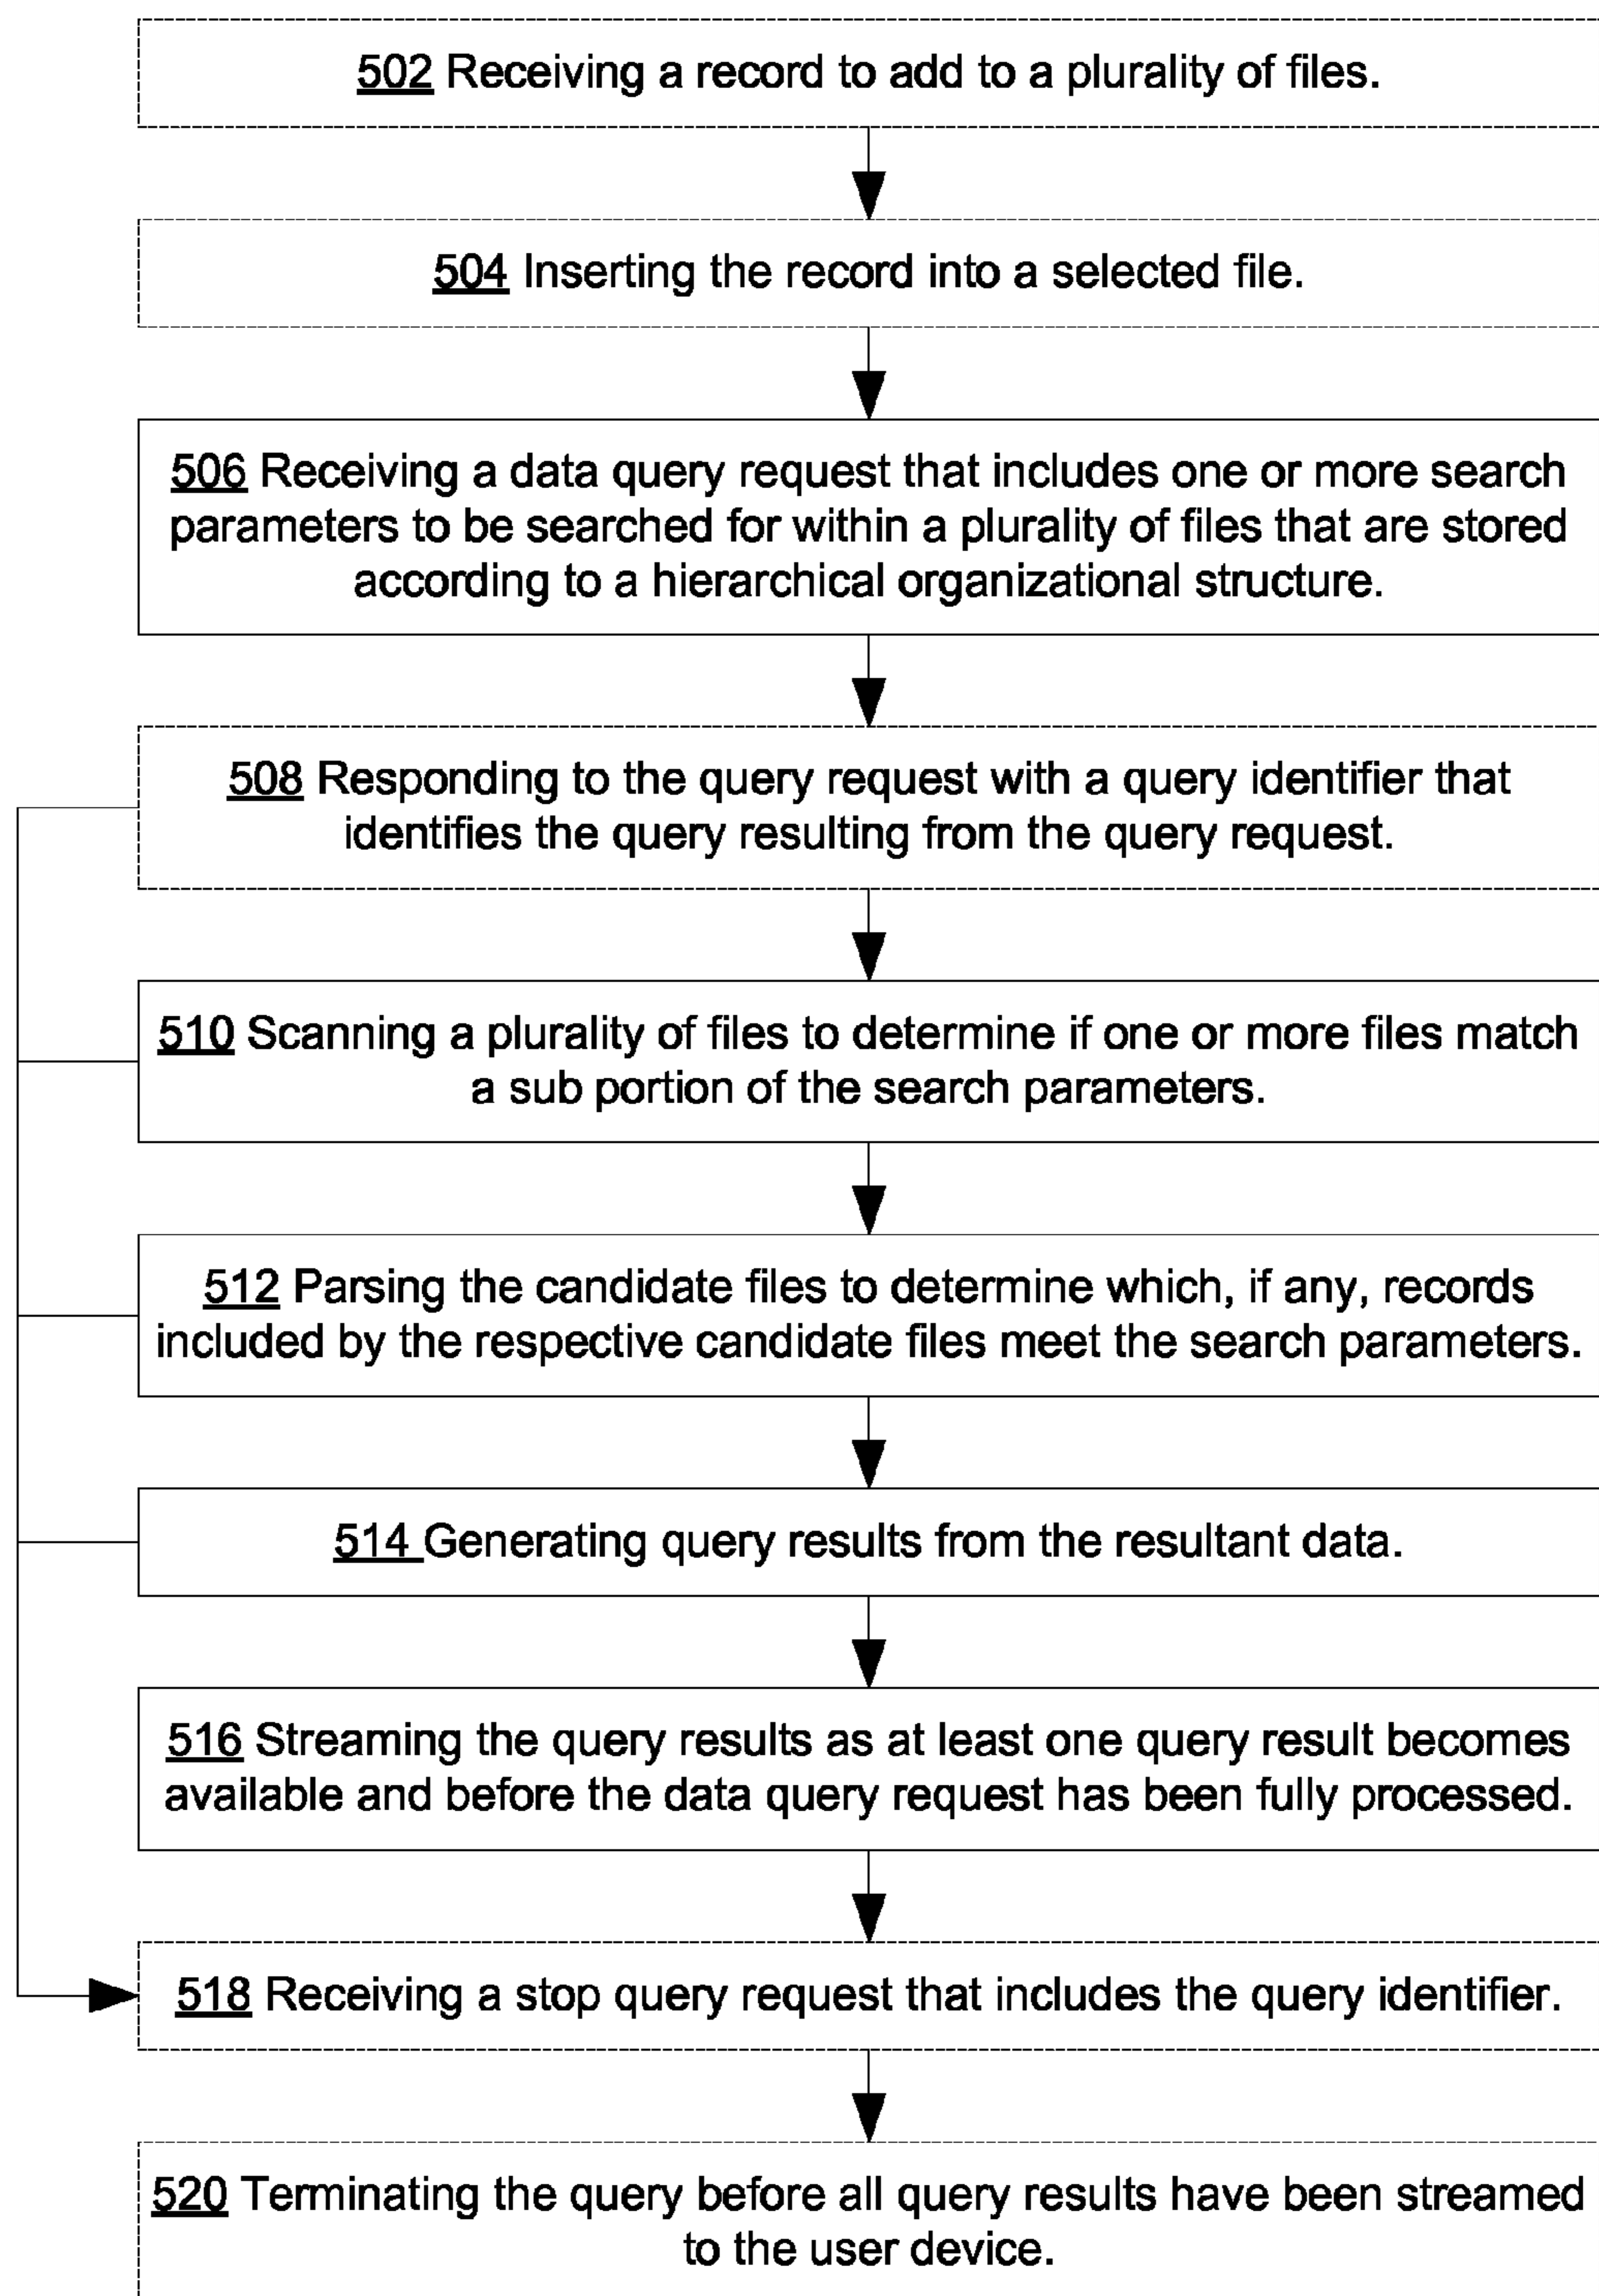 502 Receiving a record to add to a plurality of files.
504 Inserting the record into a selected file.
506 Receiving a data query request that includes one or more search
parameters to be searched for within a plurality of files that are stored
according to a hierarchical organizational structure.
508 Responding to the query request with a query identifier that
identifies the query resulting from the query request.
510 Scanning a plurality of files to determine if one or more files match
a sub portion of the search parameters.
512 Parsing the candidate files to determine which, if any, records
included by the respective candidate files meet the search parameters.
514 Generating query results from the resultant data.
516 Streaming the query results as at least one query result becomes
available and before the data query request has been fully processed.
518 Receiving a stop query request that includes the query identifier.
520 Terminating the query before all query results have been streamed
to the user device.